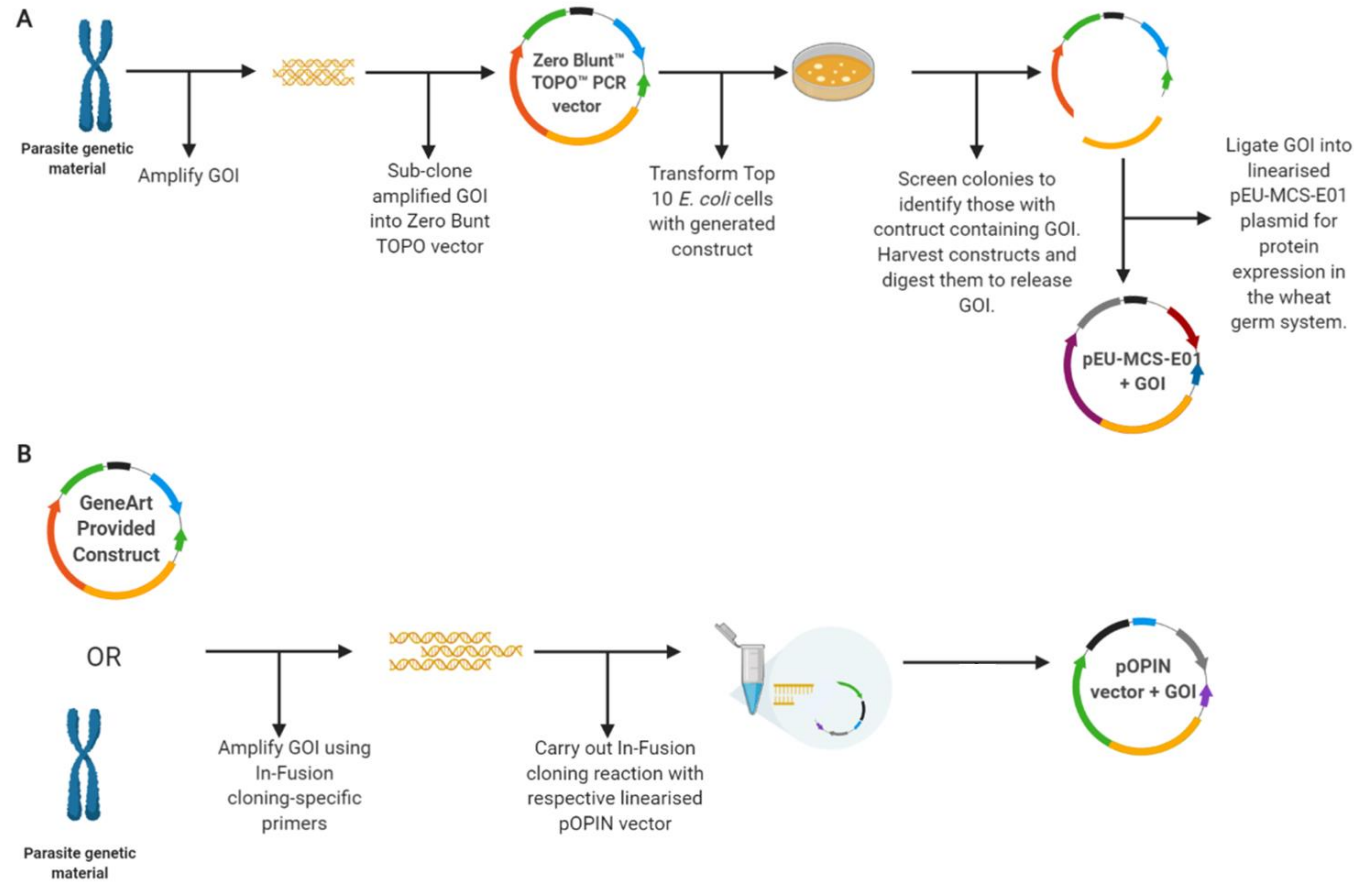 A
Parasite genetic
material
Amplify GOI
Sub-clone
amplified GOI
into Zero Bunt
TOPO vector
Zero Blunt™
TOPO™ PCR
vector
Transform Top
10 E. coli cells
with generated
construct
Screen colonies to
identify those with
contruct containing GOI.
Harvest constructs and
digest them to release
GOI.
Ligate GOI into
linearised
pEU-MCS-E01
plasmid for
protein
expression in
the wheat
germ system.
pEU-MCS-E01
+ GOI
B
GeneArt
Provided
Construct
OR
Parasite genetic
material
Amplify GOI using
In-Fusion
cloning-specific
primers
Carry out In-Fusion
cloning reaction with
respective linearised
pOPIN vector
pOPIN
vector + GOI